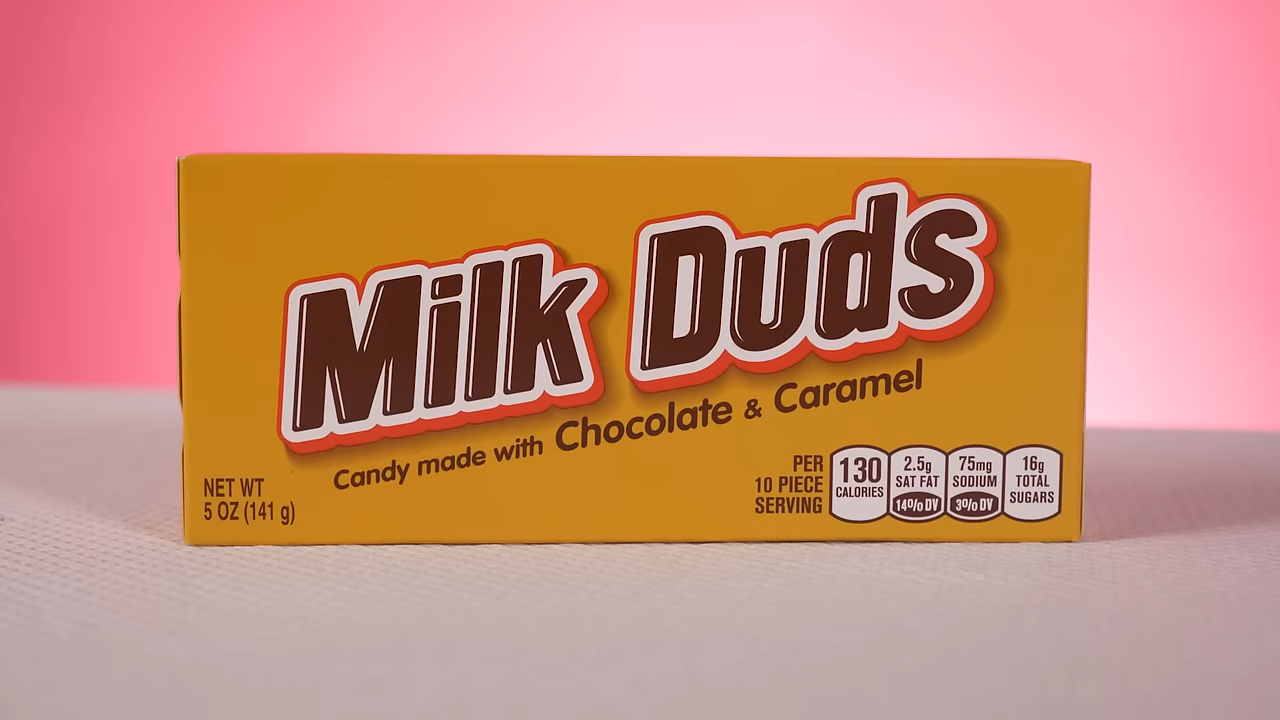 Milk Duds
Candy made with Chocolate & Caramel
NET WT
5 OZ (141 g)
PER
10 PIECE
SERVING
130
CALORIES
2.5g
SAT FAT
14% DV
75mg
SODIUM
3% DV
16g
TOTAL
SUGARS